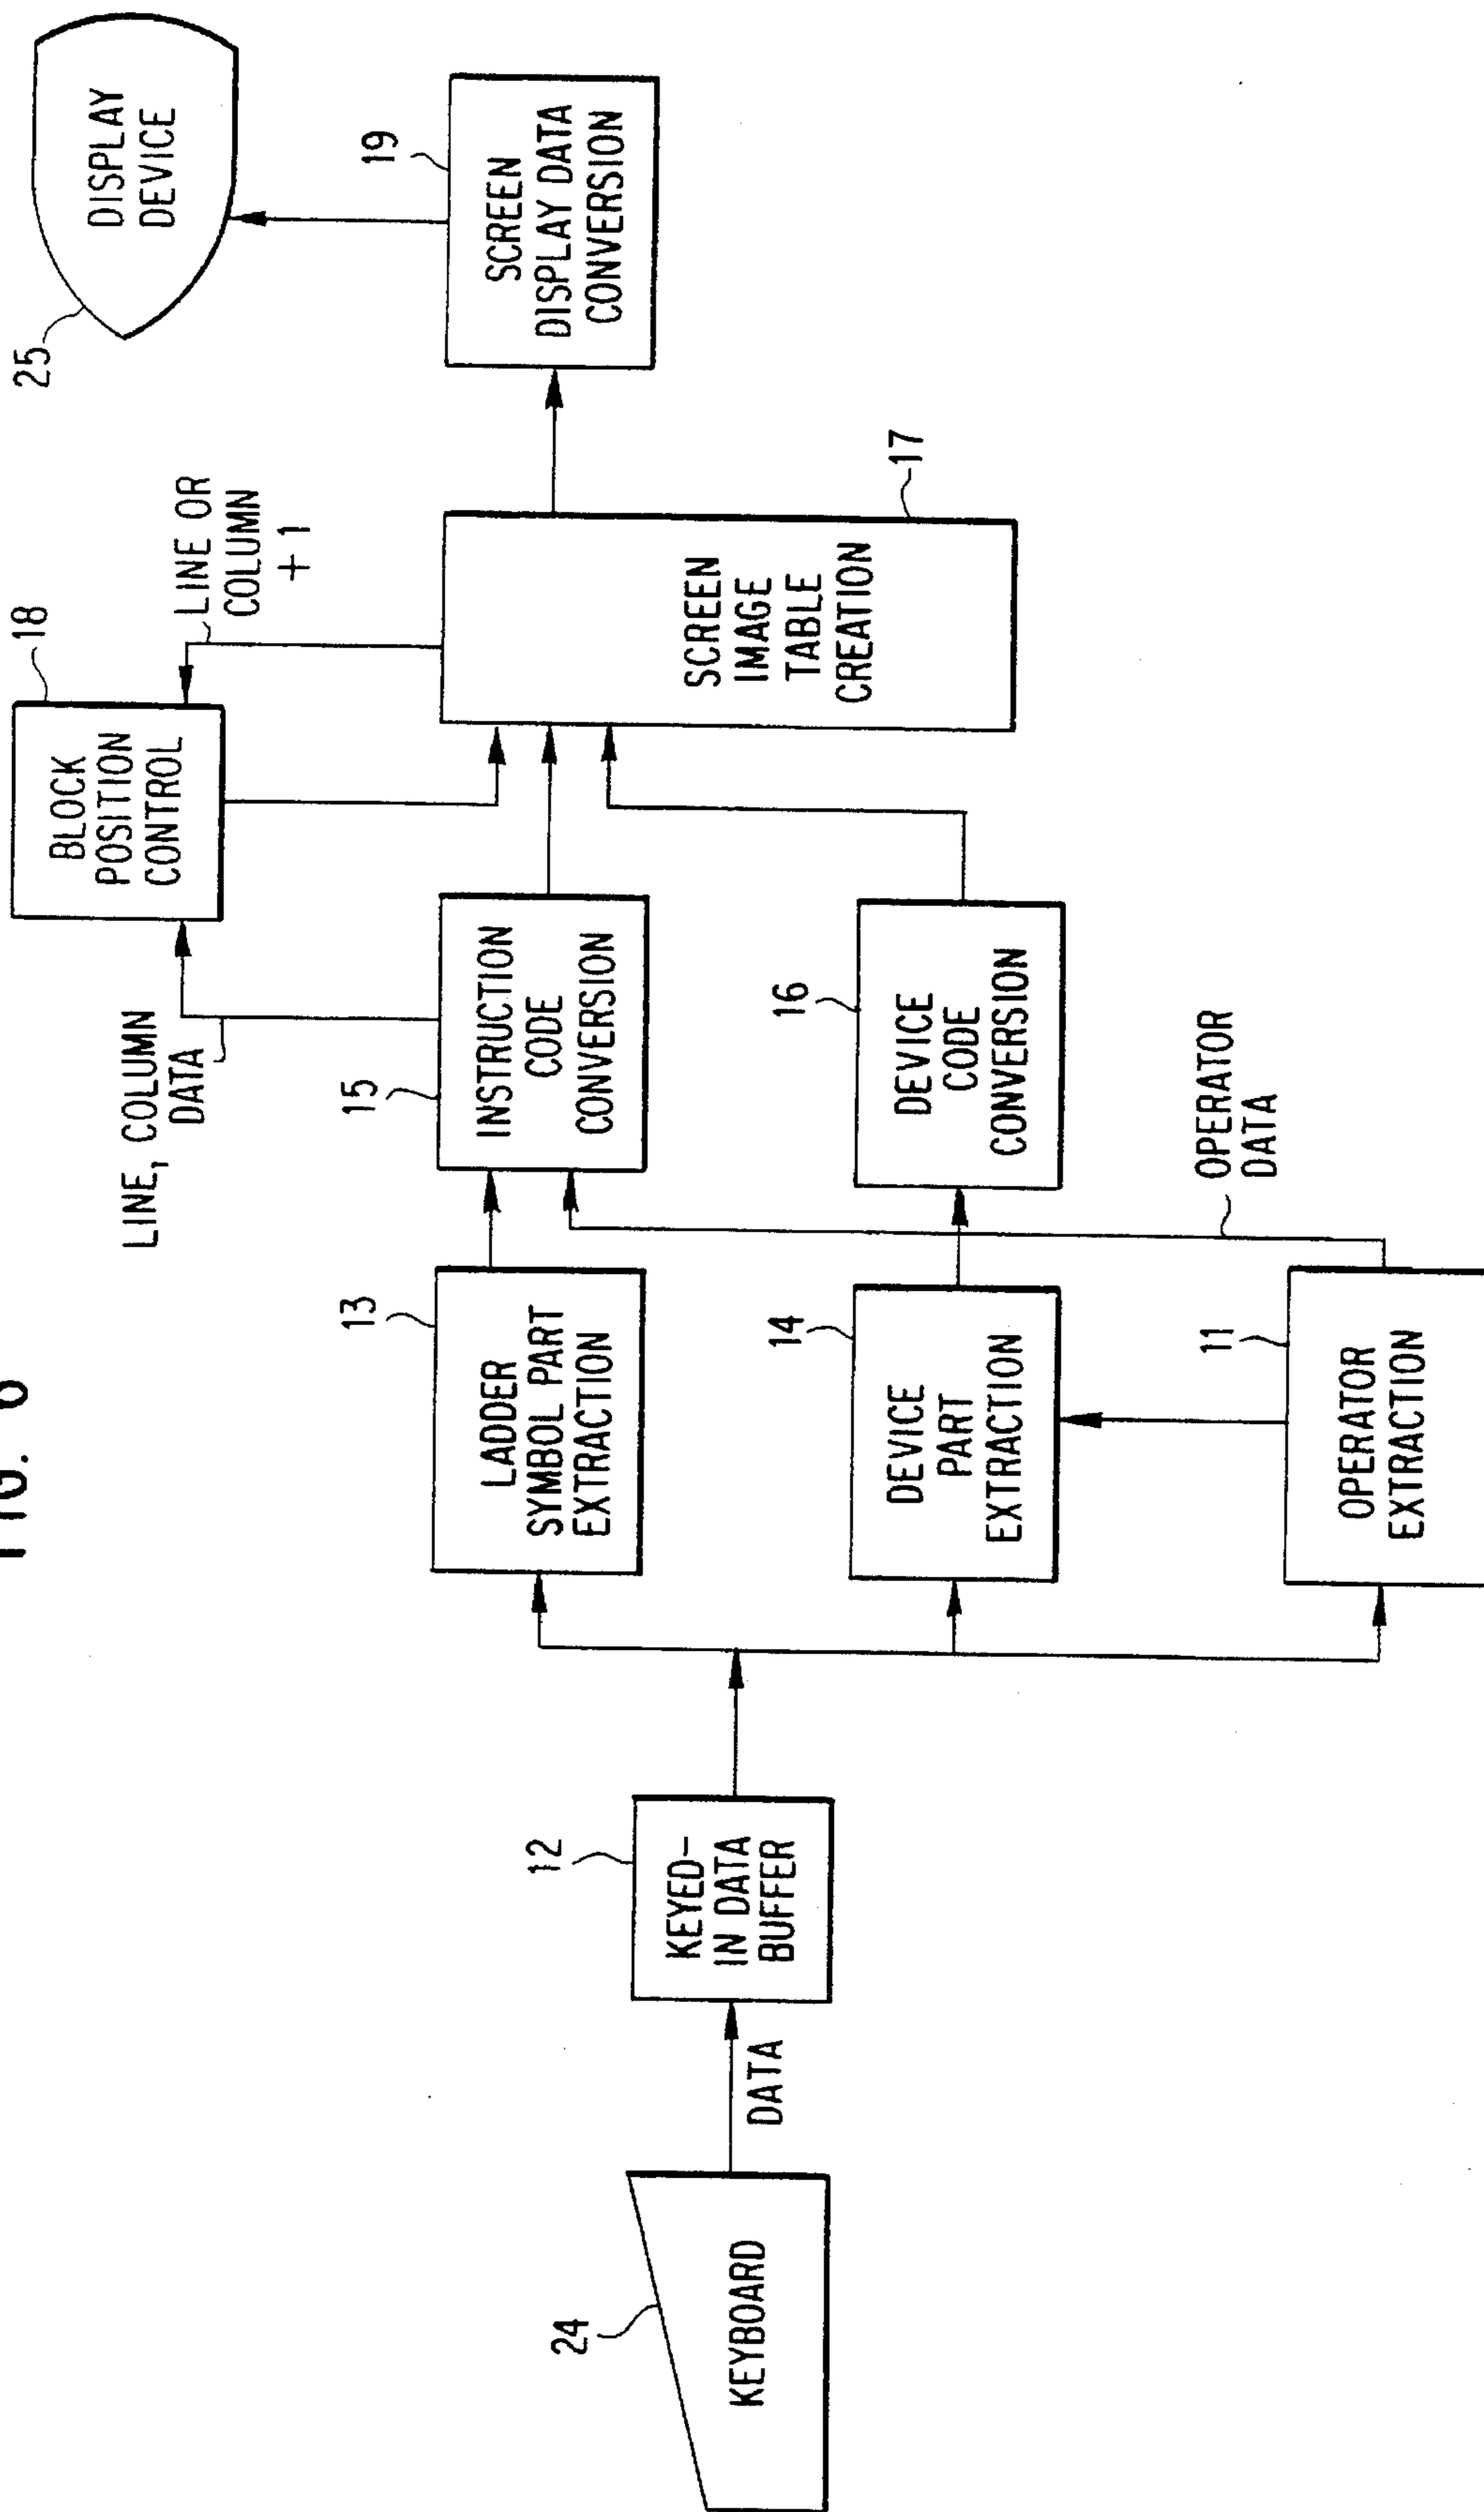 FIG. 6
24
KEYBOARD
DATA
12
KEYED-
IN DATA
BUFFER
13
LADDER
SYMBOL PART
EXTRACTION
14
DEVICE
PART
EXTRACTION
11
OPERATOR
EXTRACTION
OPERATOR
DATA
LINE, COLUMN
DATA
15
INSTRUCTION
CODE
CONVERSION
16
DEVICE
CODE
CONVERSION
18
BLOCK
POSITION
CONTROL
LINE OR
COLUMN
+1
17
SCREEN
IMAGE
TABLE
CREATION
19
SCREEN
DISPLAY DATA
CONVERSION
25
DISPLAY
DEVICE